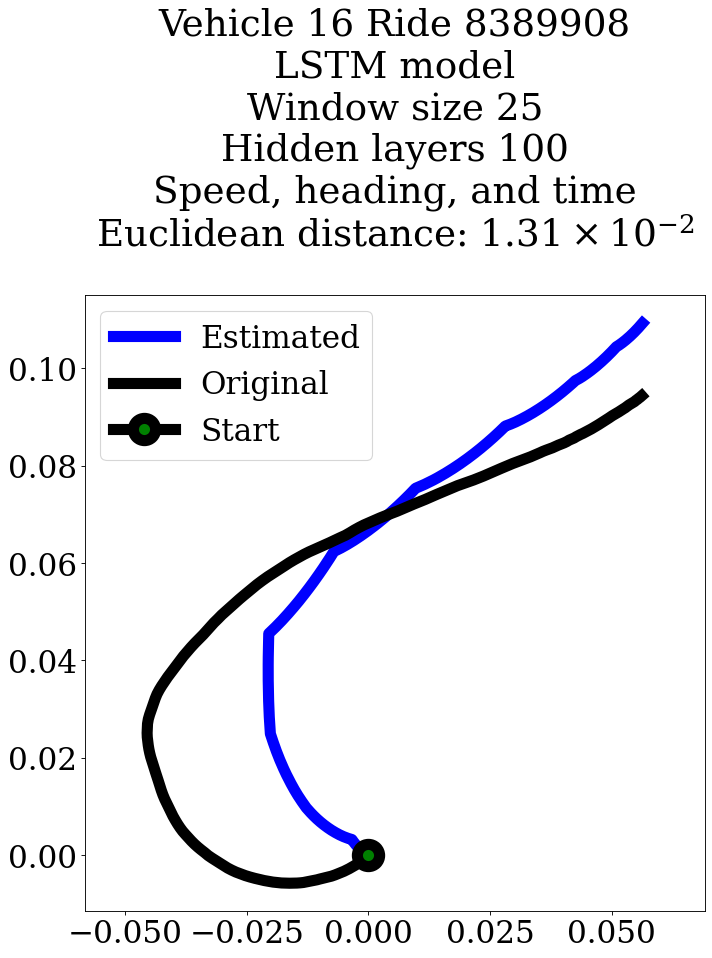 Vehicle 16 Ride 8389908
LSTM model
Window size 25
Hidden layers 100
Speed, heading, and time
Euclidean distance: 1.31 × 10⁻²
Estimated
Original
Start
0.10
0.08
0.06
0.04
0.02
0.00
−0.050 −0.025 0.000 0.025 0.050